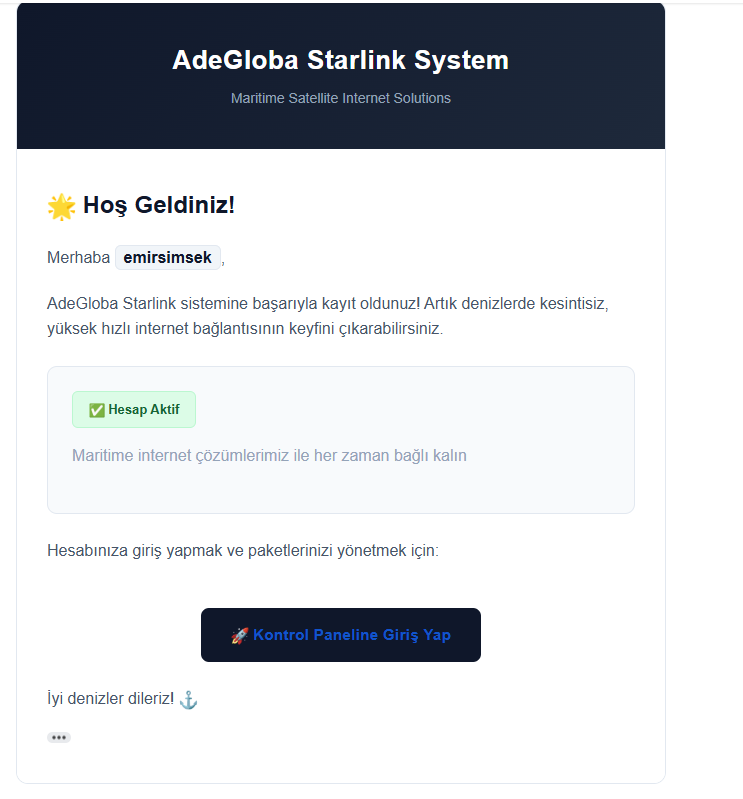 AdeGloba Starlink System
Maritime Satellite Internet Solutions
🌟 Hoş Geldiniz!
Merhaba emirsimsek,
AdeGloba Starlink sistemine başarıyla kayıt oldunuz! Artık denizlerde kesintisiz,
yüksek hızlı internet bağlantısının keyfini çıkarabilirsiniz.
✅ Hesap Aktif
Maritime internet çözümlerimiz ile her zaman bağlı kalın
Hesabınıza giriş yapmak ve paketlerinizi yönetmek için:
🚀 Kontrol Paneline Giriş Yap
İyi denizler dileriz! ⚓